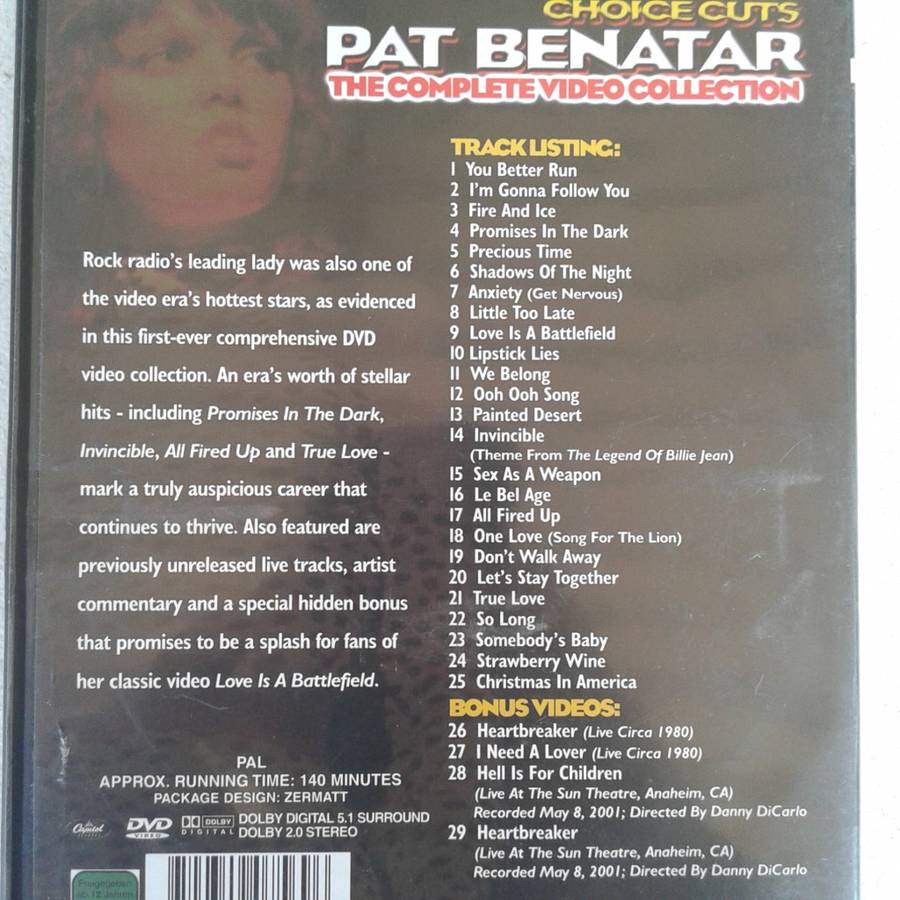 CHOICE CUTS
PAT BENATAR
THE COMPLETE VIDEO COLLECTION
Rock radio's leading lady was also one of
the video era's hottest stars, as evidenced
in this first-ever comprehensive DVD
video collection. An era's worth of stellar
hits - including Promises In The Dark,
Invincible, All Fired Up and True Love -
mark a truly auspicious career that
continues to thrive. Also featured are
previously unreleased live tracks, artist
commentary and a special hidden bonus
that promises to be a splash for fans of
her classic video Love Is A Battlefield.
TRACK LISTING:
1 You Better Run
2 I'm Gonna Follow You
3 Fire And Ice
4 Promises In The Dark
5 Precious Time
6 Shadows Of The Night
7 Anxiety (Get Nervous)
8 Little Too Late
9 Love Is A Battlefield
10 Lipstick Lies
11 We Belong
12 Ooh Ooh Song
13 Painted Desert
14 Invincible
(Theme From The Legend Of Billie Jean)
15 Sex As A Weapon
16 Le Bel Age
17 All Fired Up
18 One Love (Song For The Lion)
19 Don't Walk Away
20 Let's Stay Together
21 True Love
22 So Long
23 Somebody's Baby
24 Strawberry Wine
25 Christmas In America
BONUS VIDEOS:
26 Heartbreaker (Live Circa 1980)
27 I Need A Lover (Live Circa 1980)
28 Hell Is For Children
(Live At The Sun Theatre, Anaheim, CA)
Recorded May 8, 2001; Directed By Danny DiCarlo
29 Heartbreaker
(Live At The Sun Theatre, Anaheim, CA)
Recorded May 8, 2001; Directed By Danny DiCarlo
PAL
APPROX. RUNNING TIME: 140 MINUTES
PACKAGE DESIGN: ZERMATT
Capitol
DVD
VIDEO
DOLBY
DIGITAL
DOLBY DIGITAL 5.1 SURROUND
DOLBY 2.0 STEREO
Freigegeben
ab 12 Jahren